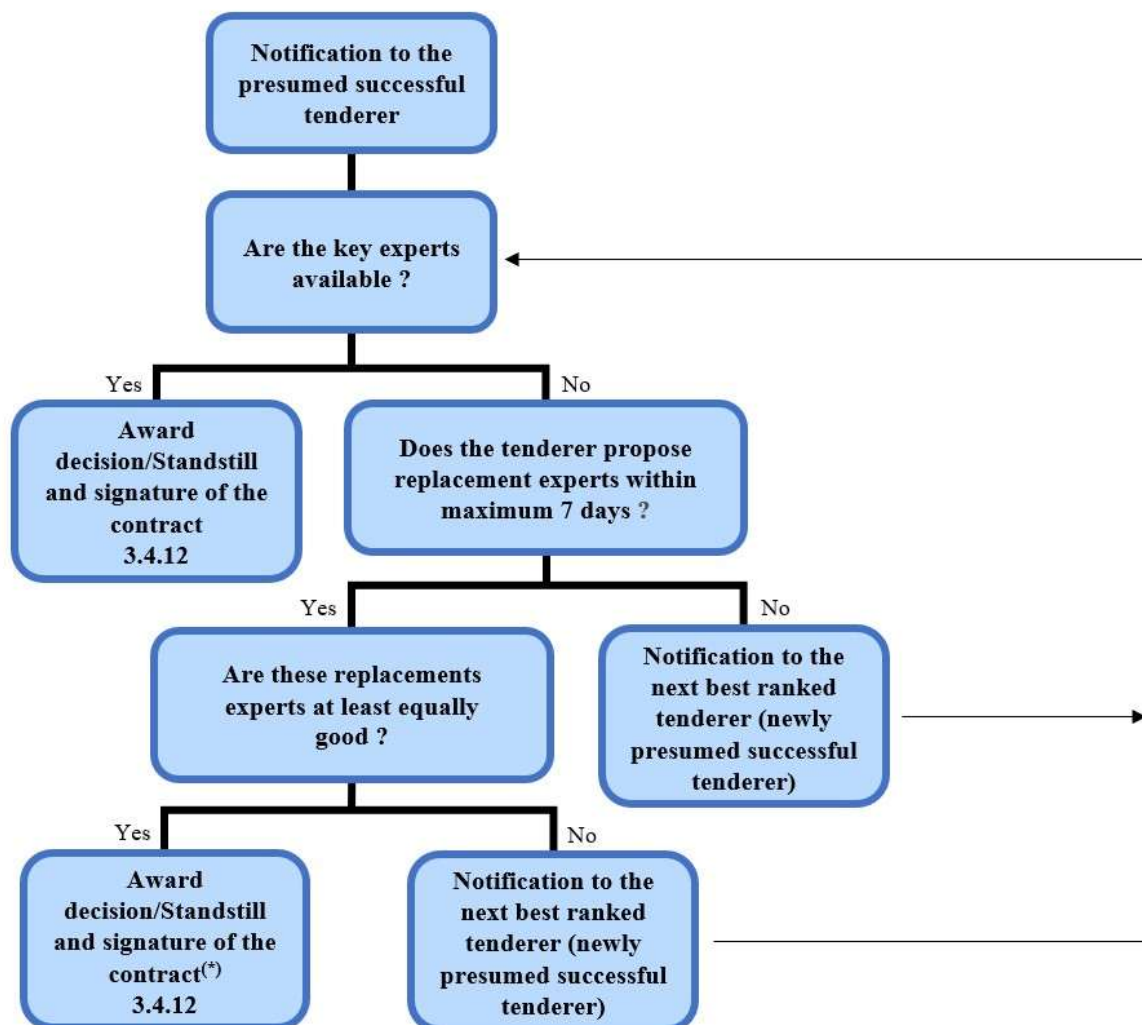 Notification to the
presumed successful
tenderer
Are the key experts
available ?
Yes
No
Award
decision/Standstill
and signature of the
contract
3.4.12
Does the tenderer propose
replacement experts within
maximum 7 days ?
Yes
No
Are these replacements
experts at least equally
good ?
Notification to the
next best ranked
tenderer (newly
presumed successful
tenderer)
Yes
No
Award
decision/Standstill
and signature of the
contract(*)
3.4.12
Notification to the
next best ranked
tenderer (newly
presumed successful
tenderer)